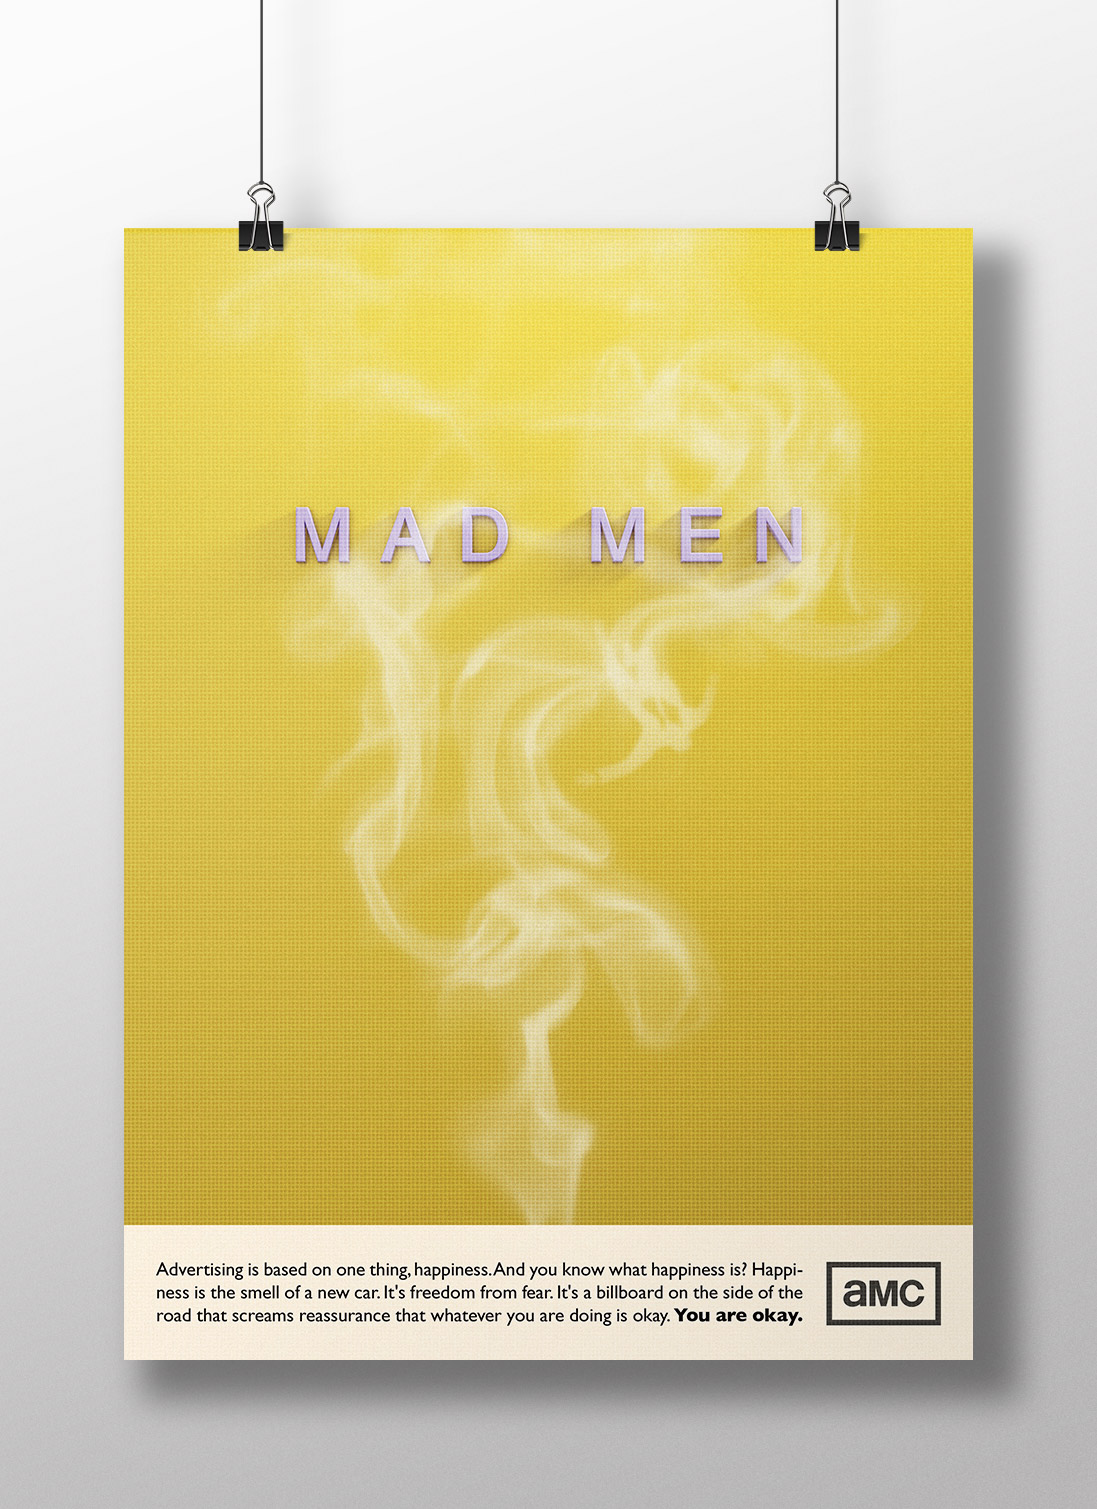 MAD MEN
Advertising is based on one thing, happiness. And you know what happiness is? Happi-
ness is the smell of a new car. It's freedom from fear. It's a billboard on the side of the
road that screams reassurance that whatever you are doing is okay. You are okay.
aMC